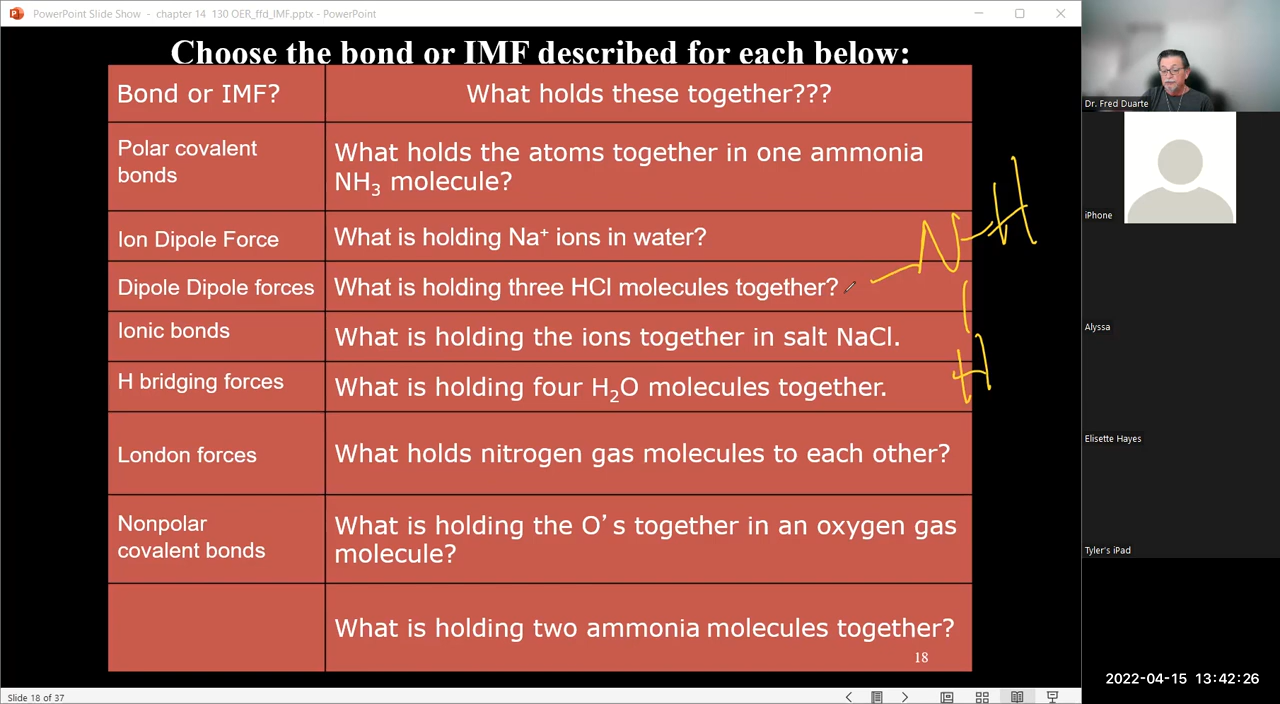 PowerPoint Slide Show - chapter 14 130 OER_ffd_IMF.pptx - PowerPoint
Choose the bond or IMF described for each below:
Bond or IMF?
What holds these together???
Polar covalent
bonds
What holds the atoms together in one ammonia
NH₃ molecule?
Ion Dipole Force
What is holding Na⁺ ions in water?
Dipole Dipole forces
What is holding three HCl molecules together?
Ionic bonds
What is holding the ions together in salt NaCl.
H bridging forces
What is holding four H₂O molecules together.
London forces
What holds nitrogen gas molecules to each other?
Nonpolar
covalent bonds
What is holding the O’s together in an oxygen gas
molecule?
What is holding two ammonia molecules together?
18
N-H
H
Slide 18 of 37
Dr. Fred Duarte
iPhone
Alyssa
Elisette Hayes
Tyler's iPad
2022-04-15 13:42:26